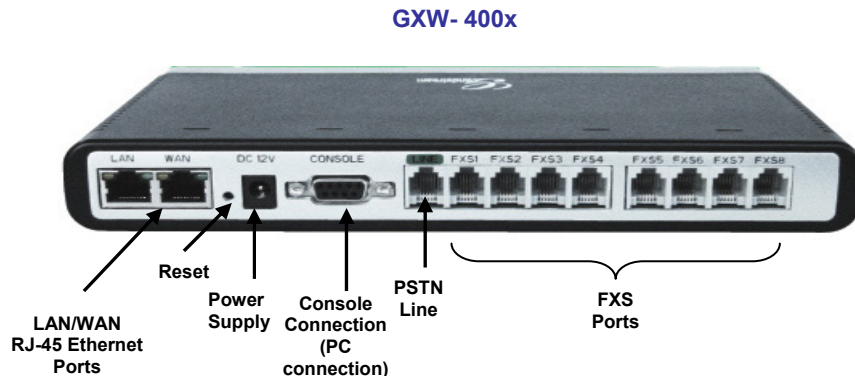 GXW- 400x
Grandstream
LAN WAN DC 12V CONSOLE LINE FXS1 FXS2 FXS3 FXS4 FXS5 FXS6 FXS7 FXS8
Reset
Power
Supply
Console
Connection
(PC
connection)
PSTN
Line
FXS
Ports
LAN/WAN
RJ-45 Ethernet
Ports